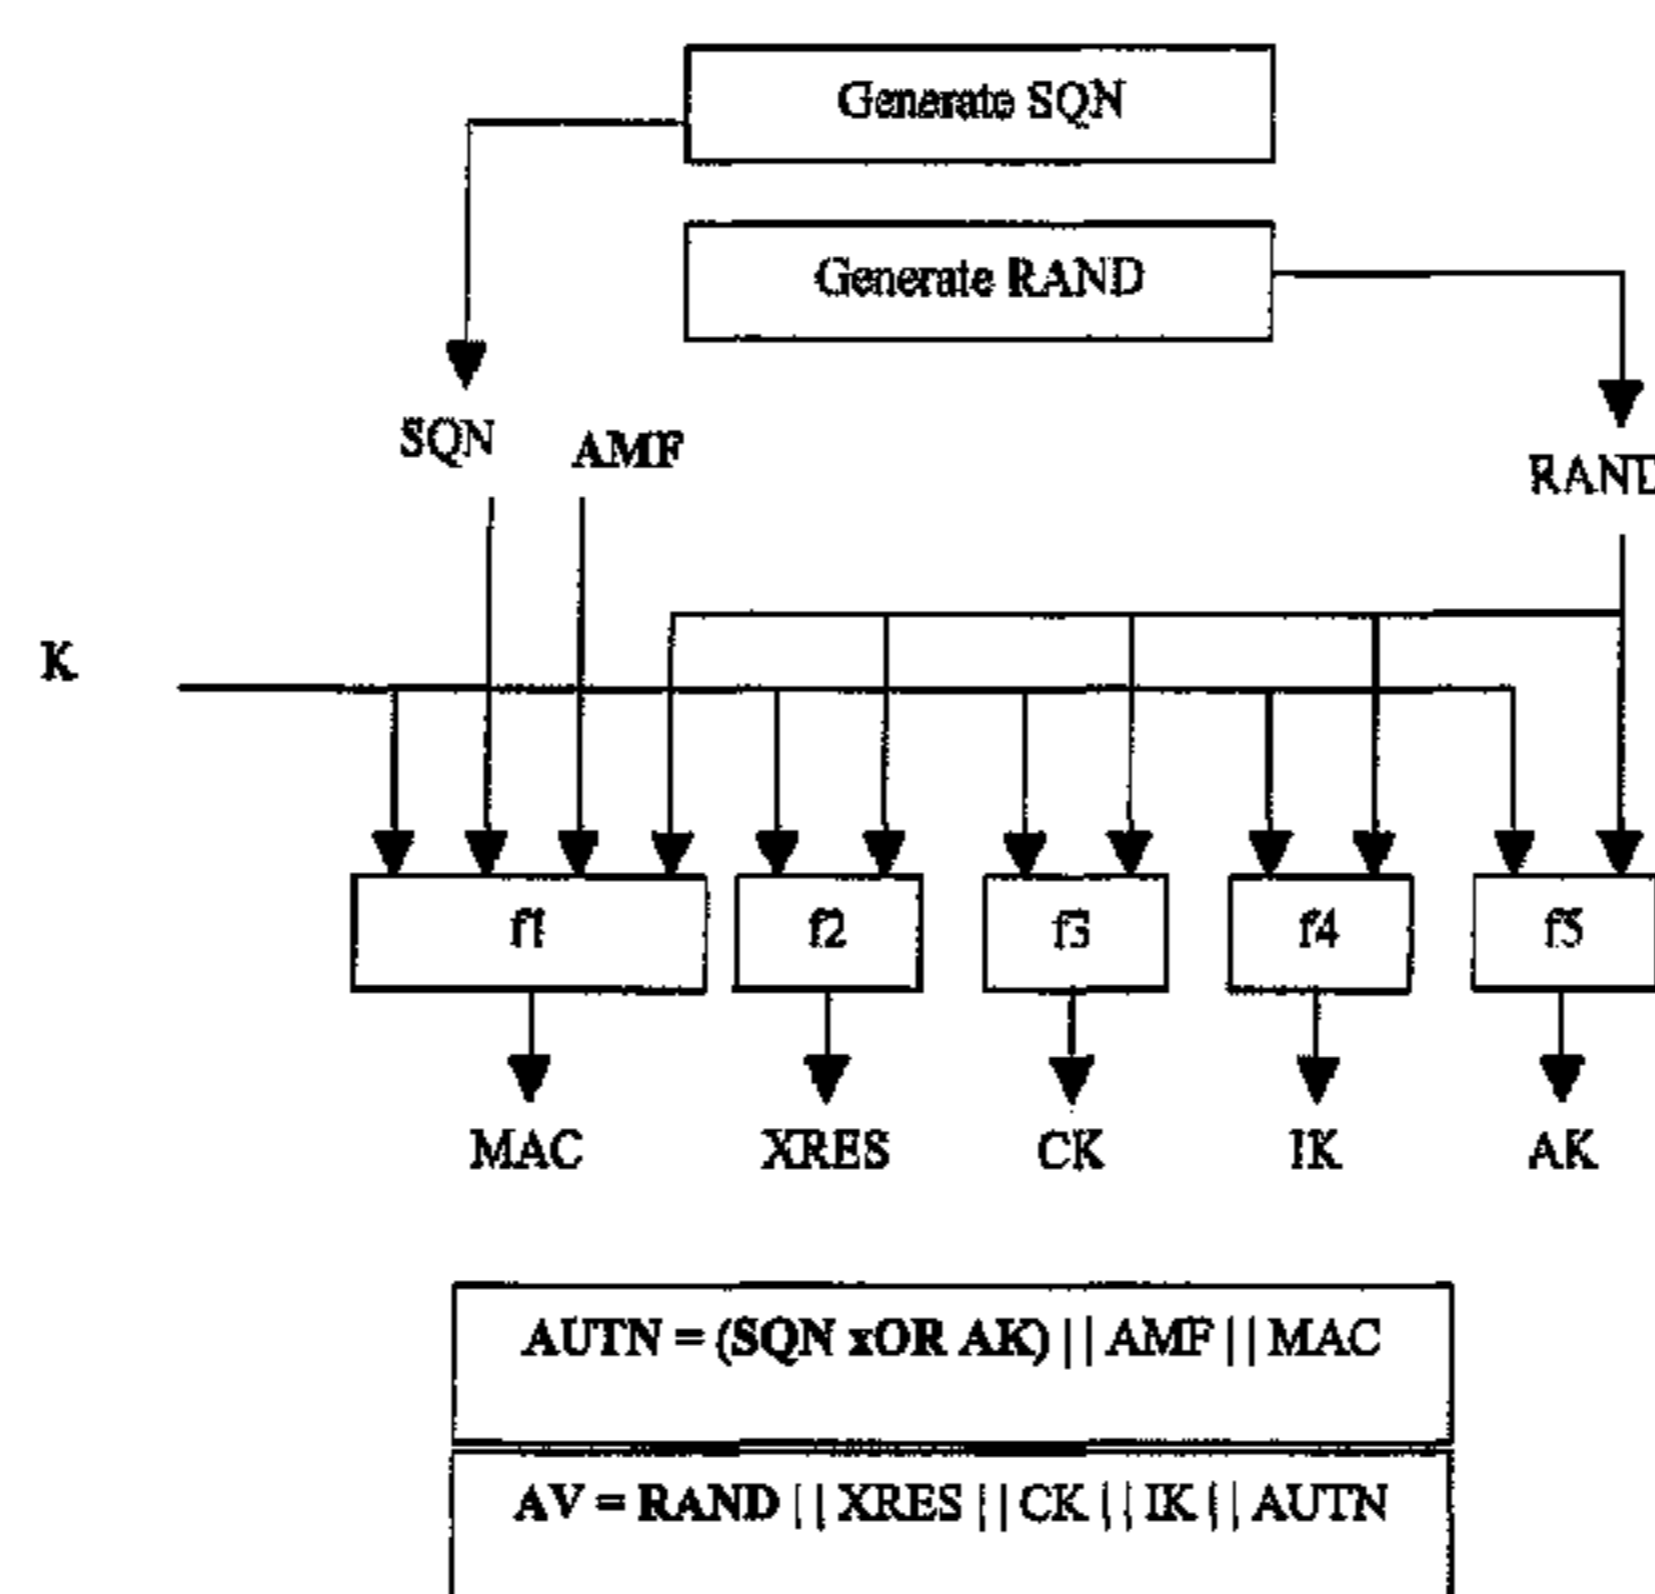 Generate SQN
Generate RAND
SQN
AMF
RAND
K
f1
f2
f3
f4
f5
MAC
XRES
CK
IK
AK
AUTN = (SQN xOR AK) || AMF || MAC
AV = RAND || XRES || CK || IK || AUTN